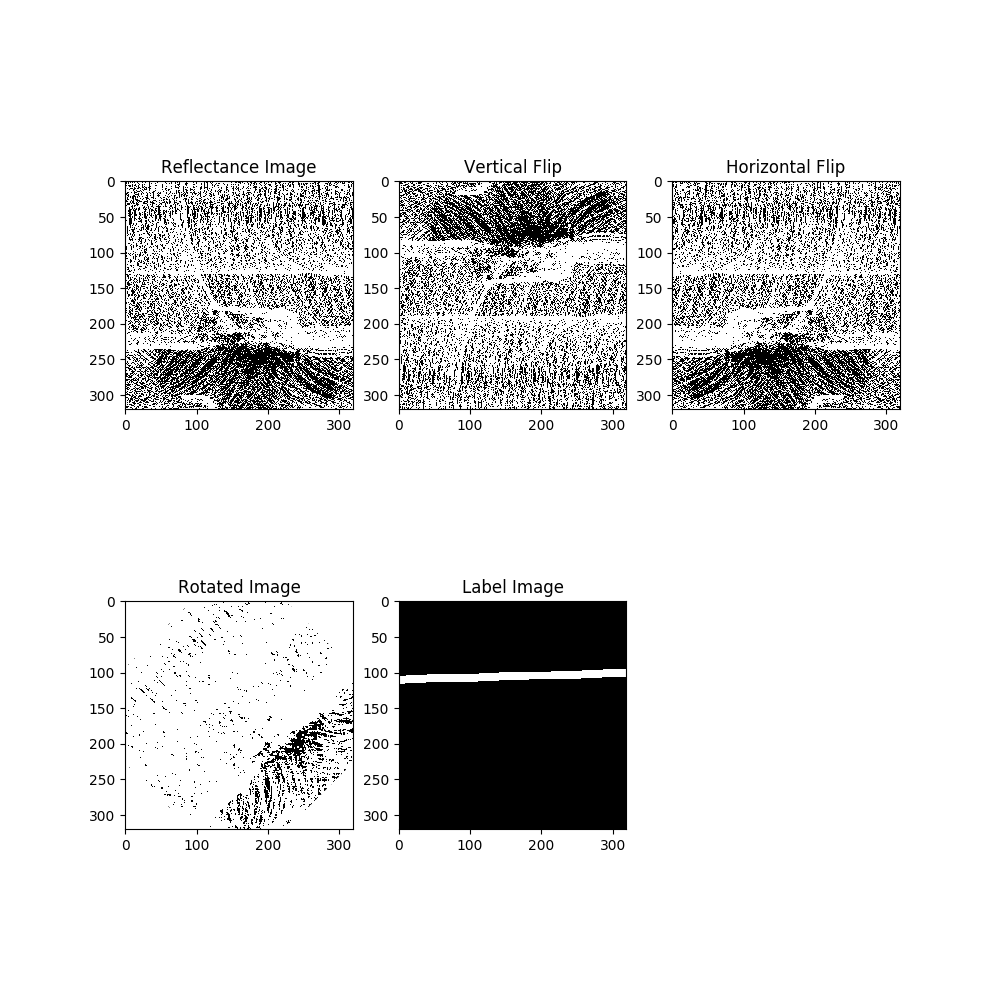 Reflectance Image Vertical Flip Horizontal Flip
0 0 0
50 50 50
100 100 100
150 150 150
200 200 200
250 250 250
300 300 300
0 100 200 300 0 100 200 300 0 100 200 300
Rotated Image Label Image
0 0
50 50
100 100
150 150
200 200
250 250
300 300
0 100 200 300 0 100 200 300